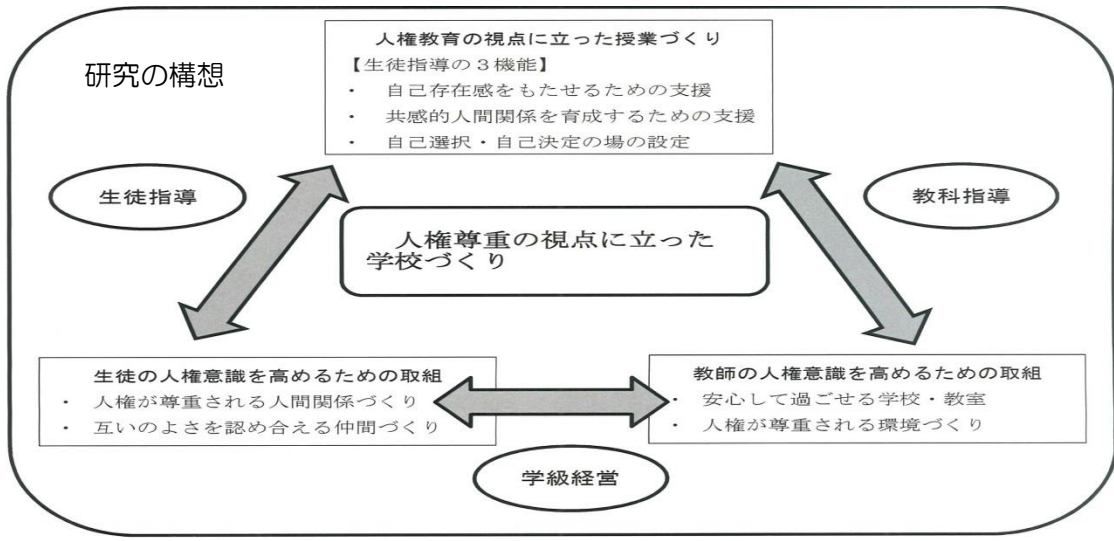 研究の構想
人権教育の視点に立った授業づくり
【生徒指導の３機能】
・ 自己存在感をもたせるための支援
・ 共感的人間関係を育成するための支援
・ 自己選択・自己決定の場の設定
生徒指導
教科指導
人権尊重の視点に立った
学校づくり
生徒の人権意識を高めるための取組
・ 人権が尊重される人間関係づくり
・ 互いのよさを認め合える仲間づくり
教師の人権意識を高めるための取組
・ 安心して過ごせる学校・教室
・ 人権が尊重される環境づくり
学級経営